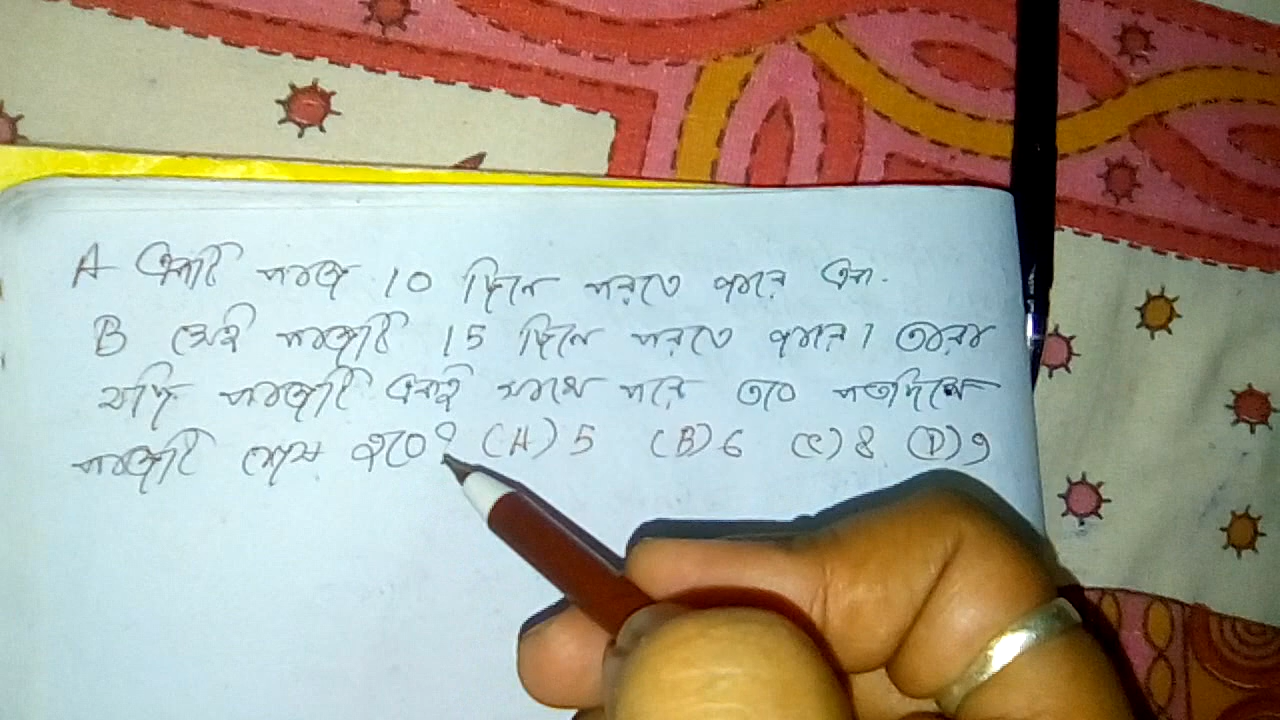 A একটি কাজ 10 দিনে করতে পারে এবং
B সেই কাজটি 15 দিনে করতে পারে। তারা
যদি কাজটি একই সাথে করে তবে কতদিনে
কাজটি শেষ হবে? (A) 5 (B) 6 (C) 8 (D) 9